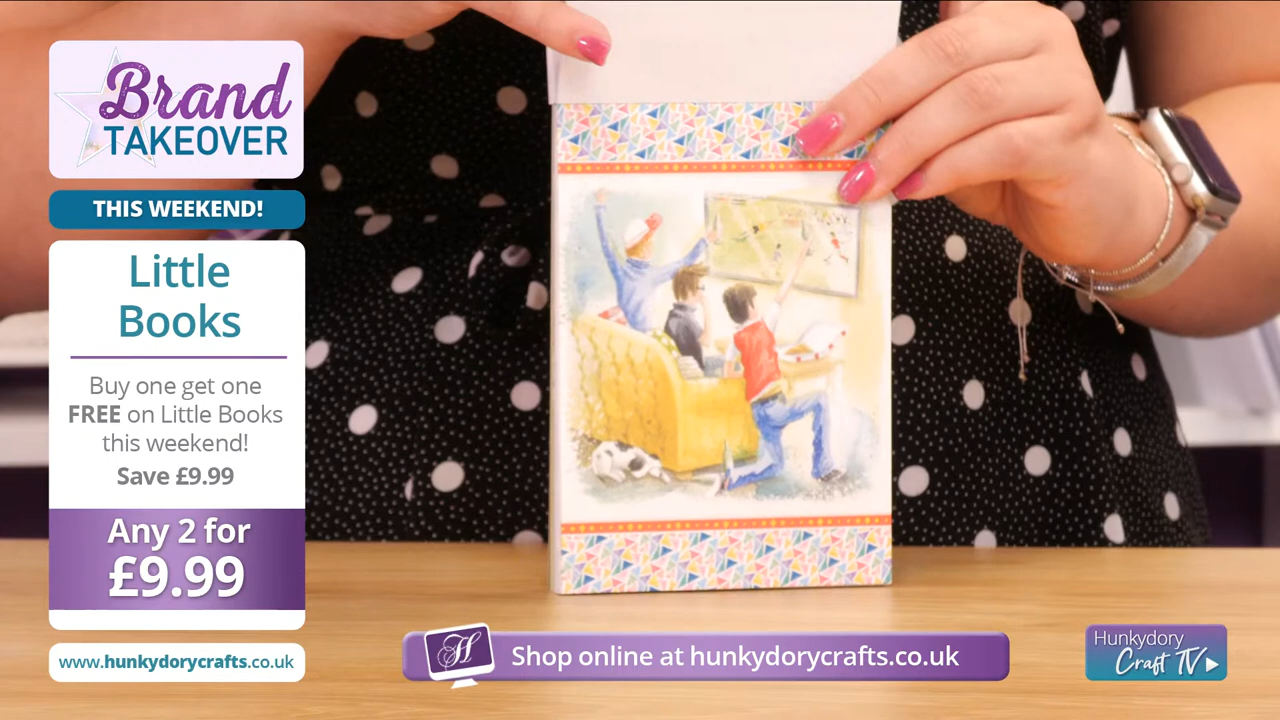 Brand
TAKEOVER
THIS WEEKEND!
Little
Books
Buy one get one
FREE on Little Books
this weekend!
Save £9.99
Any 2 for
£9.99
www.hunkydorycrafts.co.uk
H
Shop online at hunkydorycrafts.co.uk
Hunkydory
Craft TV